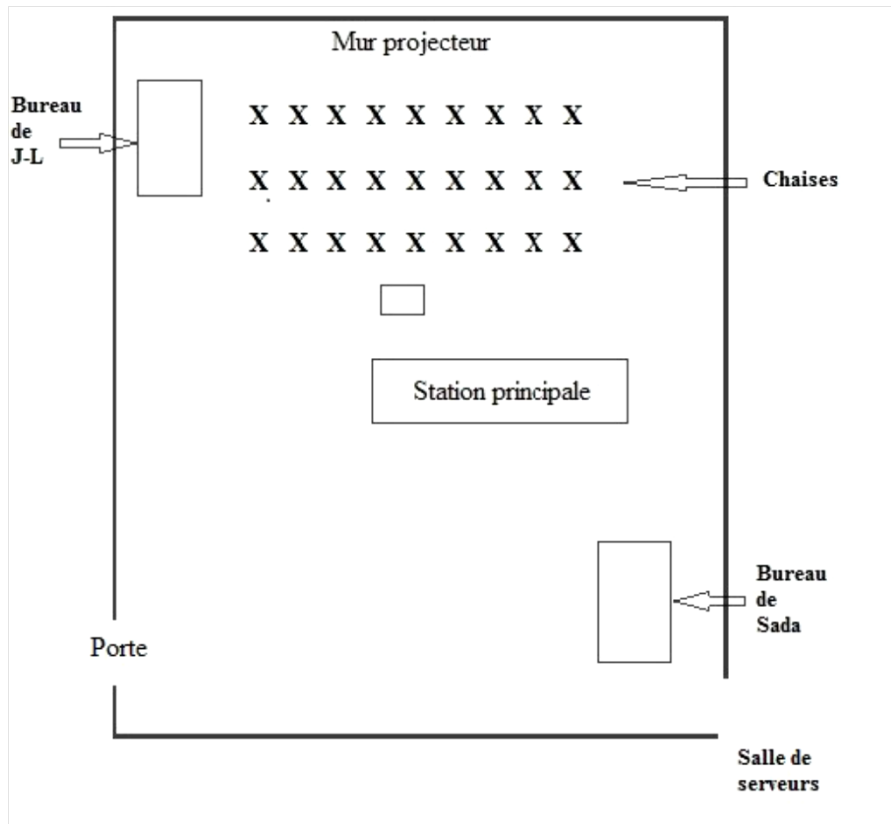 Mur projecteur
Bureau
de
J-L
X X X X X X X X X
X X X X X X X X X
Chaises
X X X X X X X X X
Station principale
Bureau
de
Sada
Porte
Salle de
serveurs